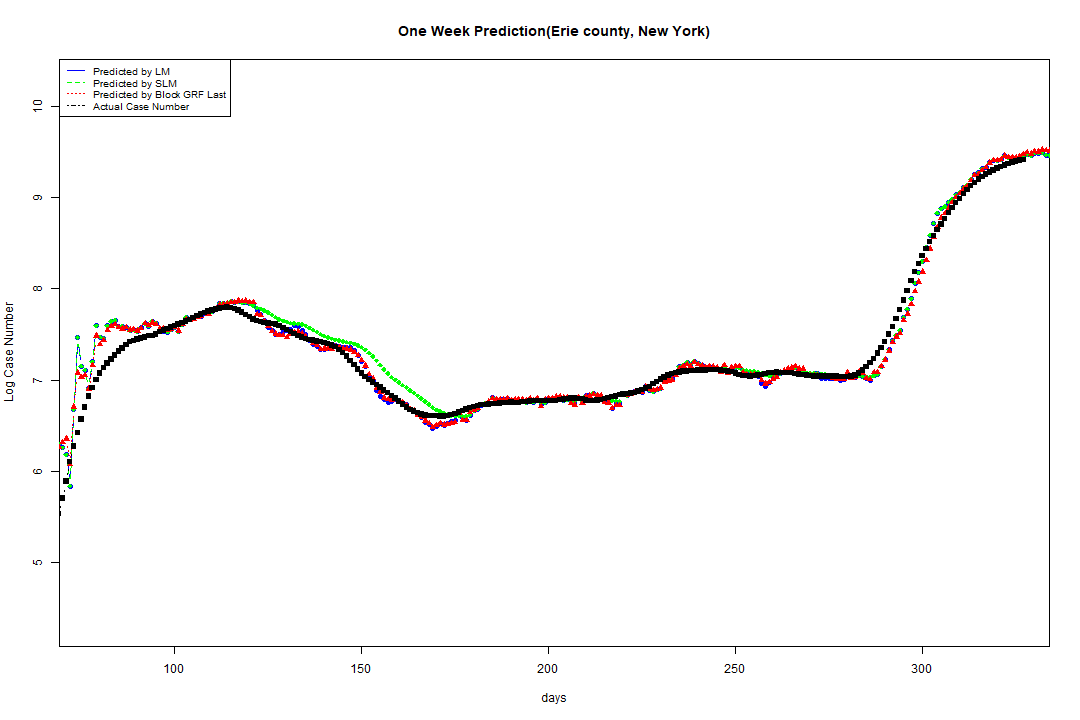 One Week Prediction(Erie county, New York)
Predicted by LM
Predicted by SLM
Predicted by Block GRF Last
Actual Case Number
10
9
8
7
6
5
Log Case Number
100 150 200 250 300
days